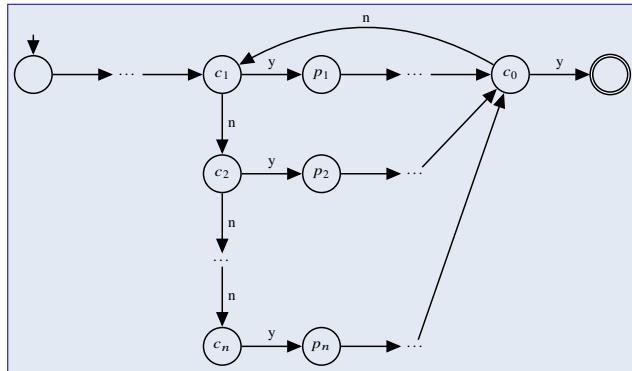 n
… c₁ y p₁ … c₀ y
n
c₂ y p₂ …
n
…
n
cₙ y pₙ …